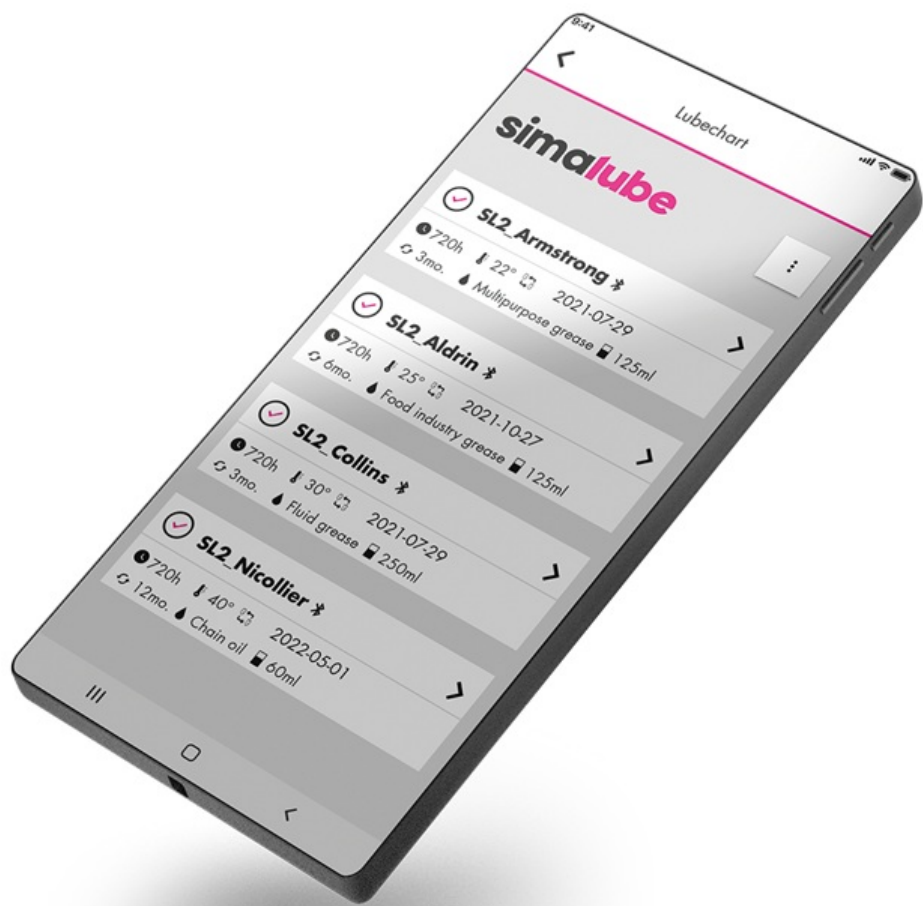 9:41
Lubechart
simalube
SL2_Armstrong
720h 22° 2021-07-29
3mo. Multipurpose grease 125ml
SL2_Aldrin
720h 25° 2021-10-27
6mo. Food industry grease 125ml
SL2_Collins
720h 30° 2021-07-29
3mo. Fluid grease 250ml
SL2_Nicollier
720h 40° 2022-05-01
12mo. Chain oil 60ml